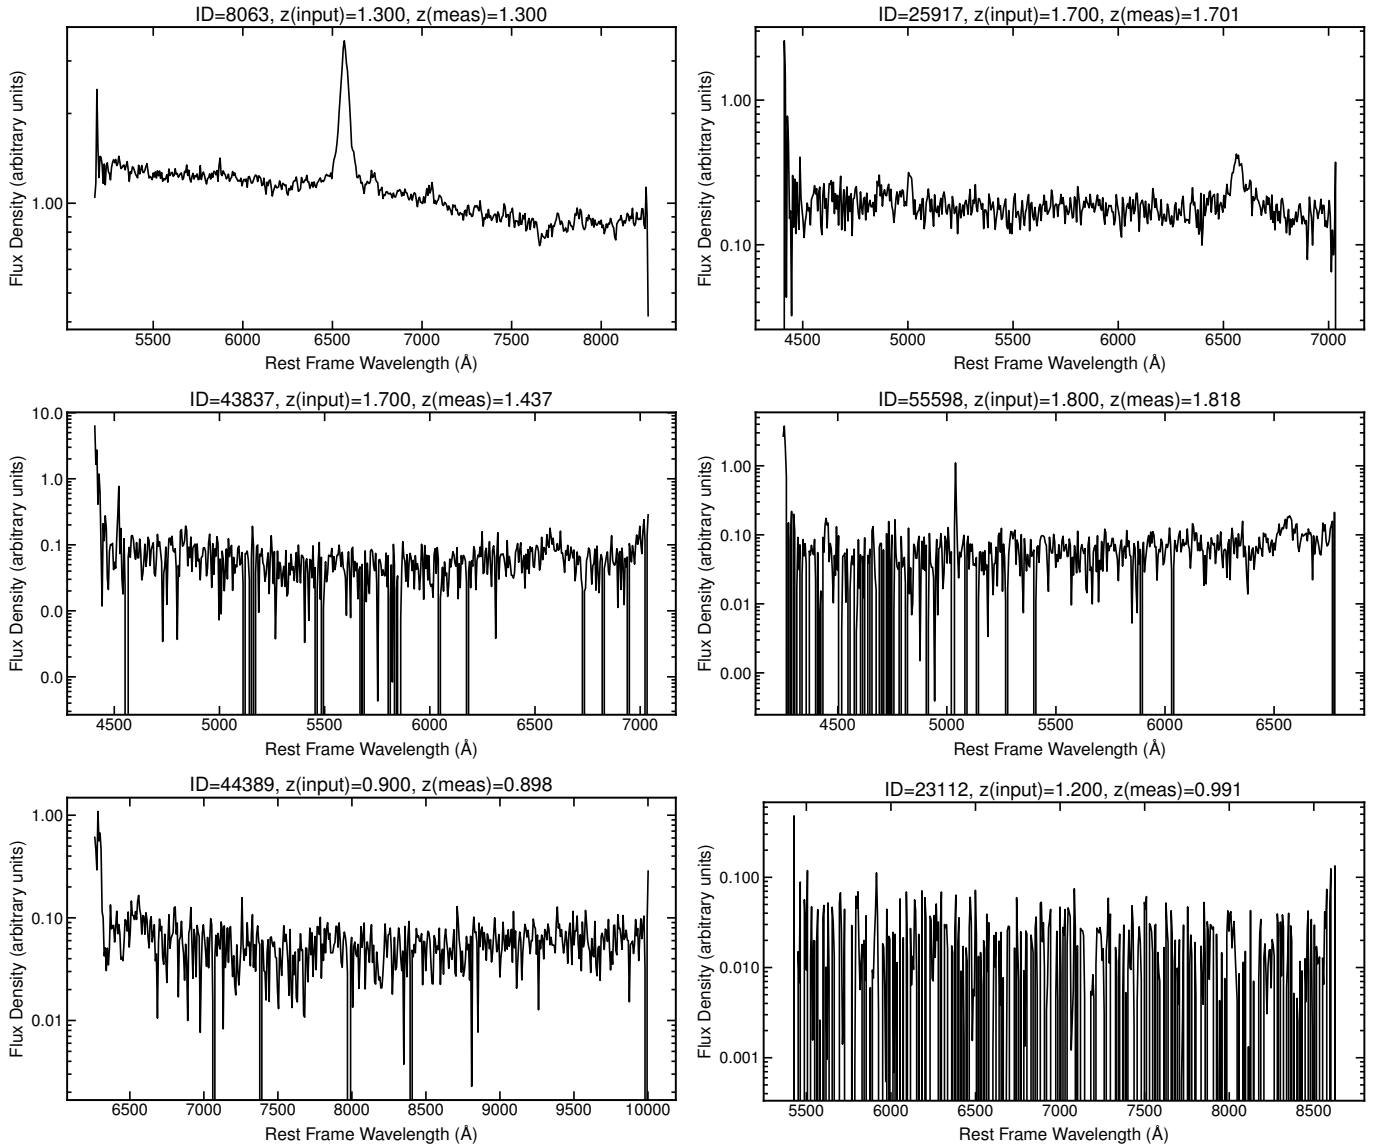 ID=8063, z(input)=1.300, z(meas)=1.300
Flux Density (arbitrary units)
1.00
5500 6000 6500 7000 7500 8000
Rest Frame Wavelength (Å)
ID=25917, z(input)=1.700, z(meas)=1.701
Flux Density (arbitrary units)
1.00
0.10
4500 5000 5500 6000 6500 7000
Rest Frame Wavelength (Å)
ID=43837, z(input)=1.700, z(meas)=1.437
Flux Density (arbitrary units)
10.0
1.0
0.1
0.0
0.0
4500 5000 5500 6000 6500 7000
Rest Frame Wavelength (Å)
ID=55598, z(input)=1.800, z(meas)=1.818
Flux Density (arbitrary units)
1.00
0.10
0.01
0.00
4500 5000 5500 6000 6500
Rest Frame Wavelength (Å)
ID=44389, z(input)=0.900, z(meas)=0.898
Flux Density (arbitrary units)
1.00
0.10
0.01
6500 7000 7500 8000 8500 9000 9500 10000
Rest Frame Wavelength (Å)
ID=23112, z(input)=1.200, z(meas)=0.991
Flux Density (arbitrary units)
0.100
0.010
0.001
5500 6000 6500 7000 7500 8000 8500
Rest Frame Wavelength (Å)